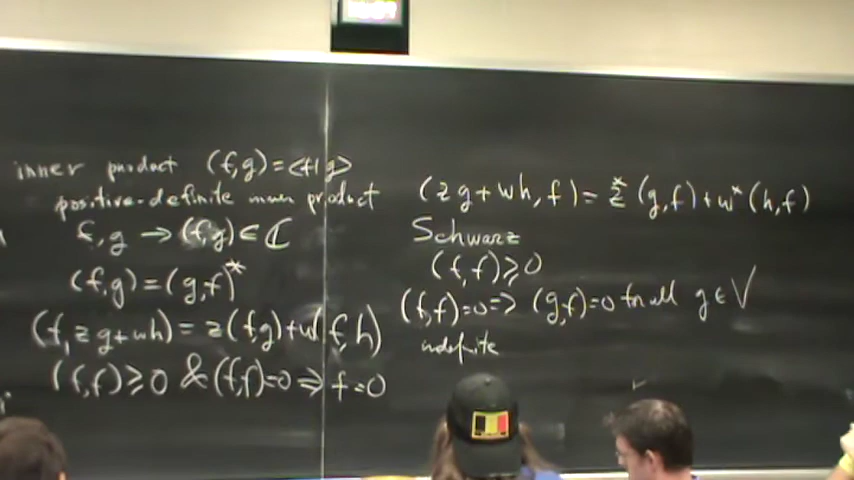 inner product (f,g) = <f|g>
positive-definite inner product
f, g → (f,g) ∈ ℂ
(f,g) = (g,f)*
(f, zg+wh) = z(f,g) + w(f,h)
(f,f) ≥ 0 & (f,f)=0 ⇒ f=0
(zg+wh, f) = z*(g,f) + w*(h,f)
Schwarz
(f,f) ≥ 0
(f,f)=0 ⇒ (g,f)=0 for all g ∈ V
indefinite